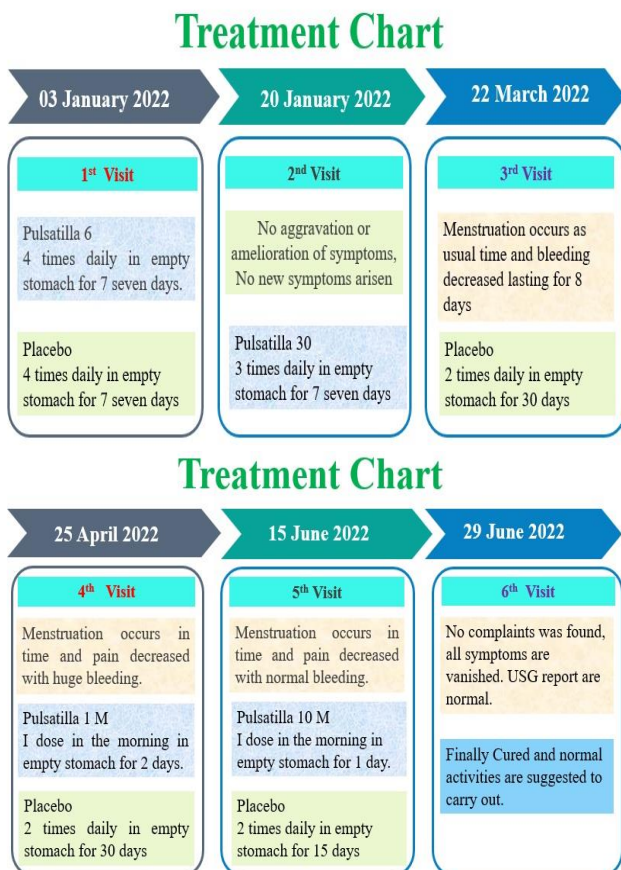 Treatment Chart
03 January 2022
20 January 2022
22 March 2022
1st Visit
Pulsatilla 6
4 times daily in empty
stomach for 7 seven days.
Placebo
4 times daily in empty
stomach for 7 seven days
2nd Visit
No aggravation or
amelioration of symptoms,
No new symptoms arisen
Pulsatilla 30
3 times daily in empty
stomach for 7 seven days
3rd Visit
Menstruation occurs as
usual time and bleeding
decreased lasting for 8
days
Placebo
2 times daily in empty
stomach for 30 days
Treatment Chart
25 April 2022
15 June 2022
29 June 2022
4th Visit
Menstruation occurs in
time and pain decreased
with huge bleeding.
Pulsatilla 1 M
I dose in the morning in
empty stomach for 2 days.
Placebo
2 times daily in empty
stomach for 30 days
5th Visit
Menstruation occurs in
time and pain decreased
with normal bleeding.
Pulsatilla 10 M
I dose in the morning in
empty stomach for 1 day.
Placebo
2 times daily in empty
stomach for 15 days
6th Visit
No complaints was found,
all symptoms are
vanished. USG report are
normal.
Finally Cured and normal
activities are suggested to
carry out.